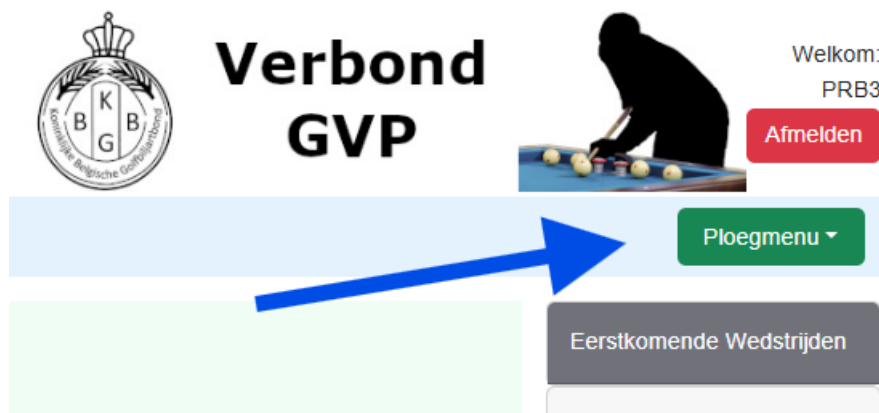 Verbond
GVP
K
B B
G
Koninklijke Belgische Golfbiljartbond
Welkom:
PRB3
Afmelden
Ploegmenu
Eerstkomende Wedstrijden